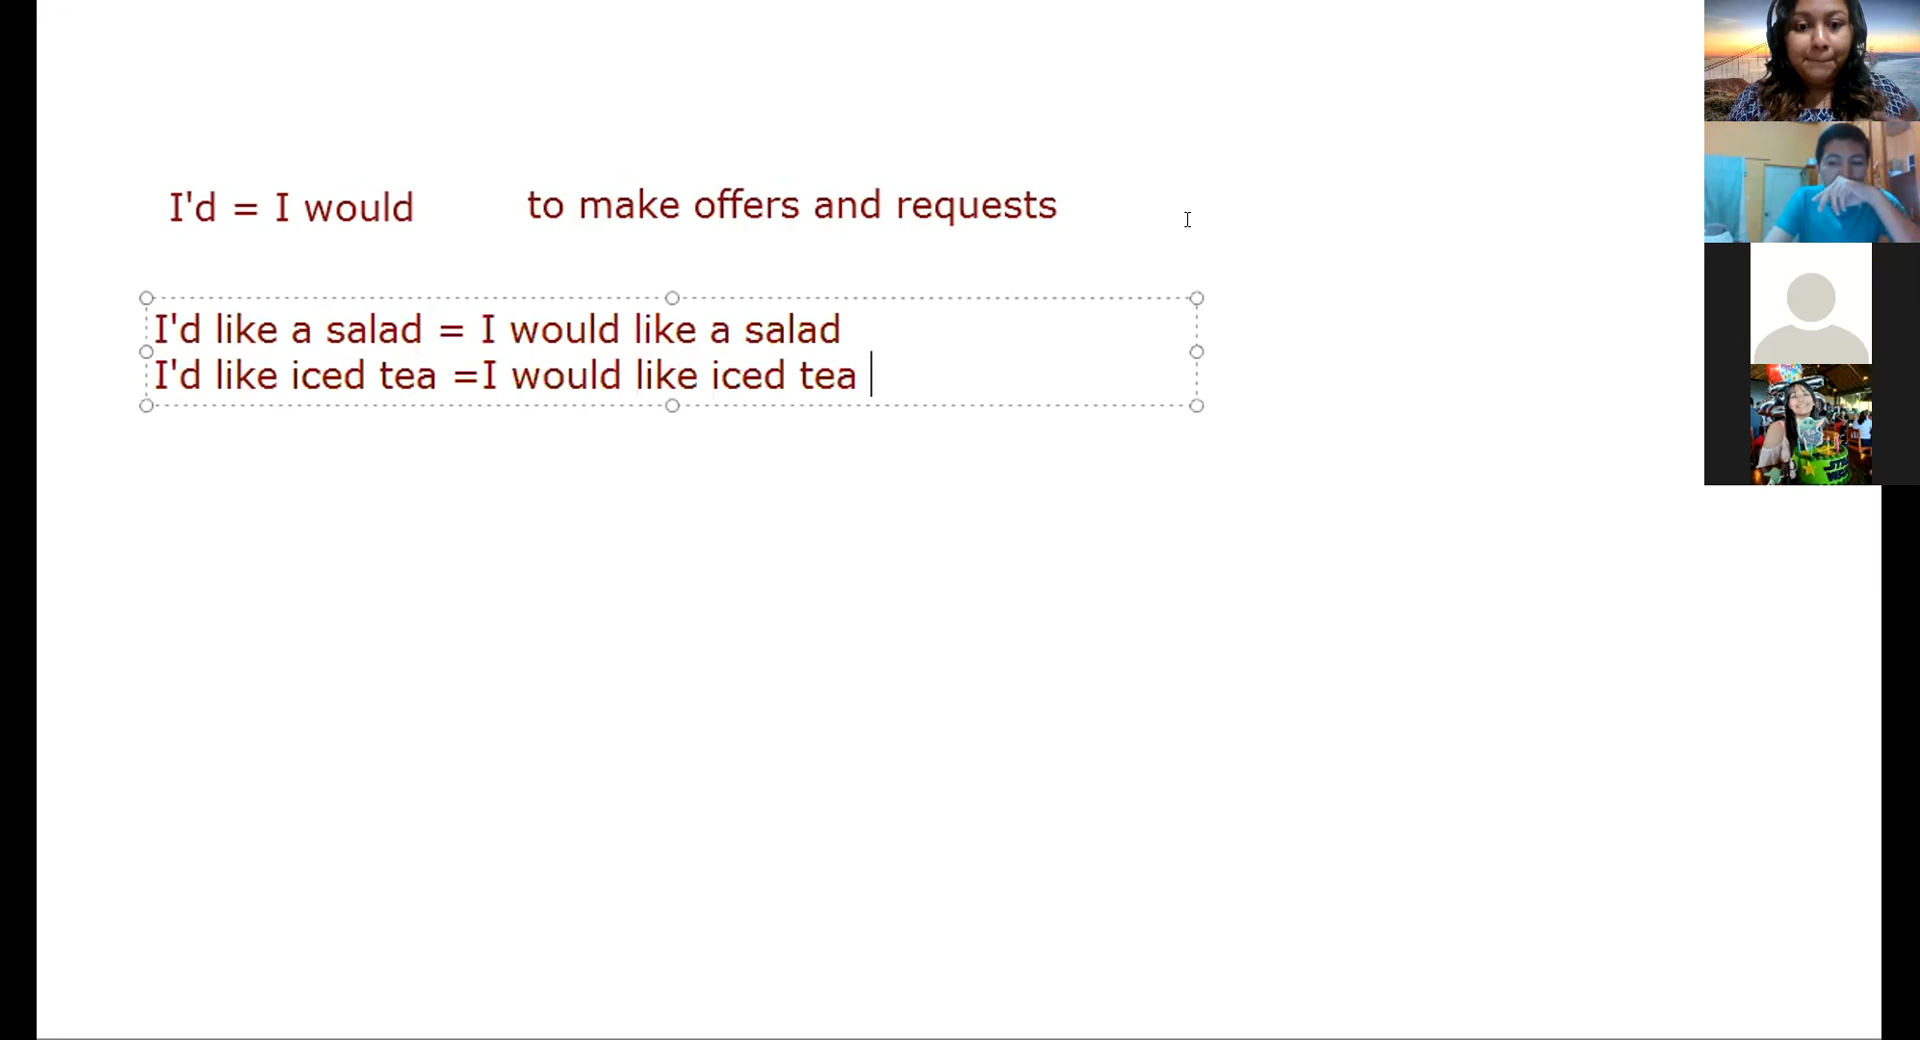 I'd = I would to make offers and requests
I'd like a salad = I would like a salad
I'd like iced tea =I would like iced tea